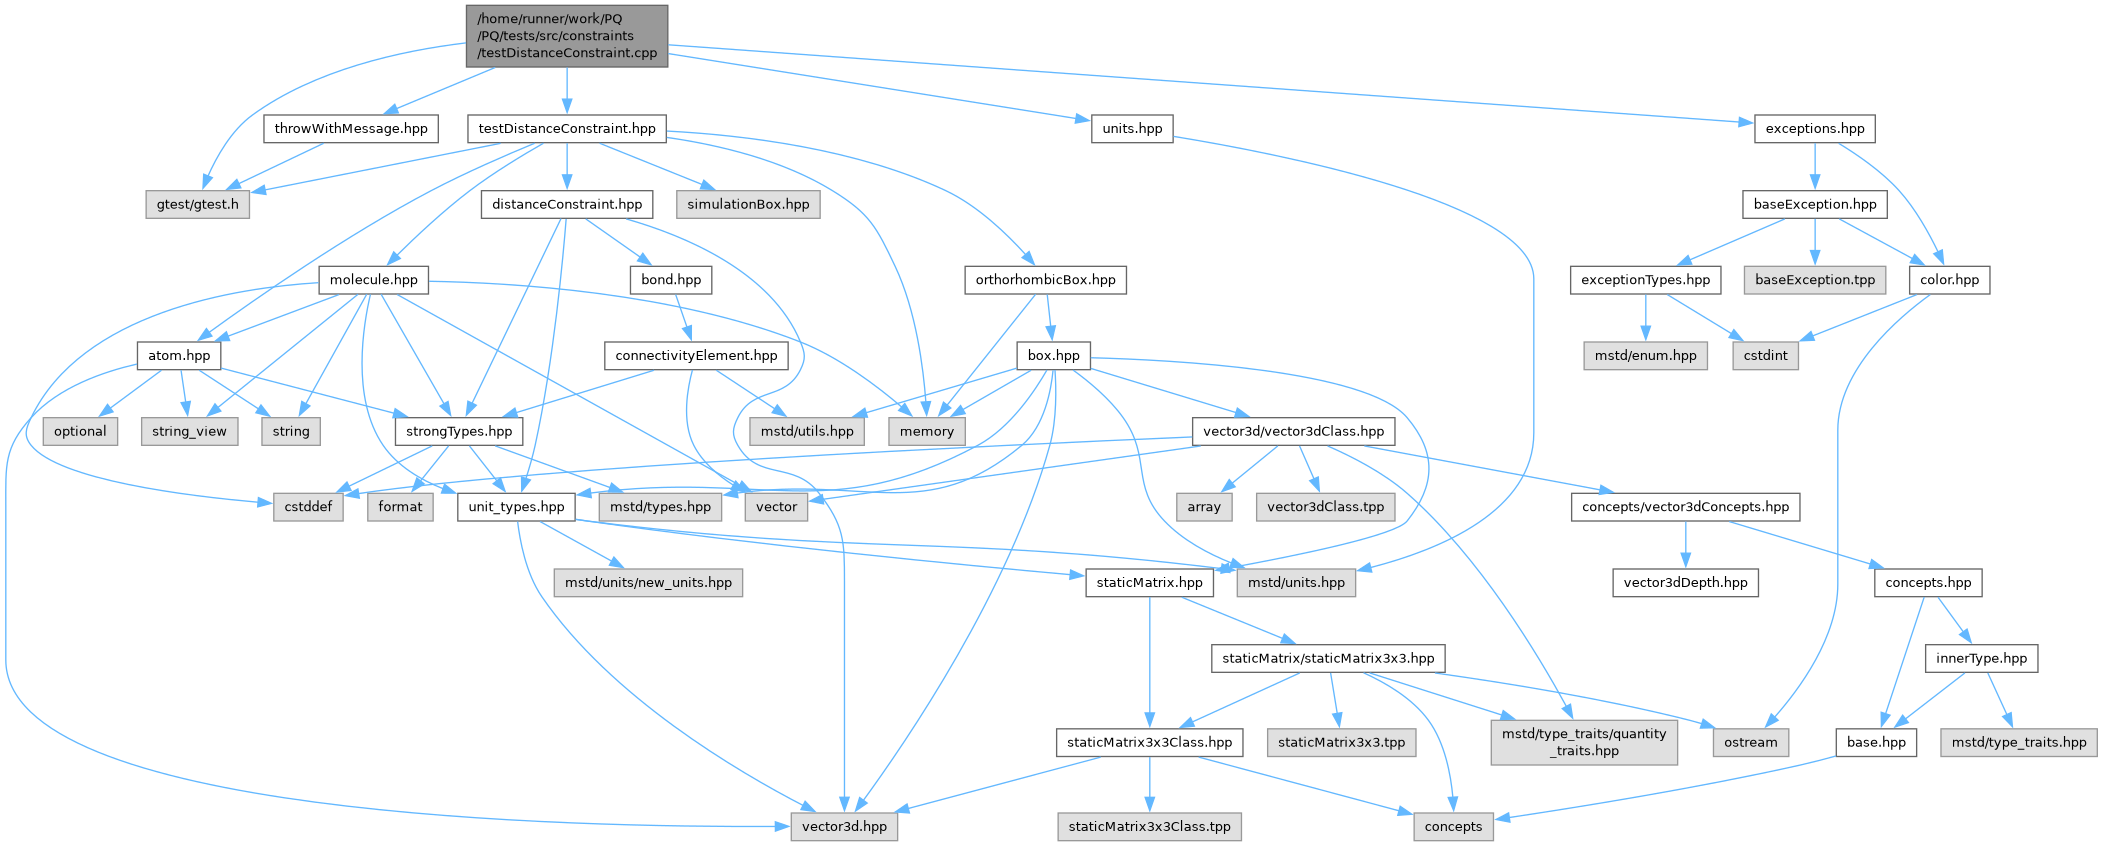 /home/runner/work/PQ
/PQ/tests/src/constraints
/testDistanceConstraint.cpp
throwWithMessage.hpp
testDistanceConstraint.hpp
units.hpp
exceptions.hpp
gtest/gtest.h
distanceConstraint.hpp
simulationBox.hpp
baseException.hpp
molecule.hpp
bond.hpp
orthorhombicBox.hpp
exceptionTypes.hpp
baseException.tpp
color.hpp
atom.hpp
connectivityElement.hpp
box.hpp
mstd/enum.hpp
cstdint
optional
string_view
string
strongTypes.hpp
mstd/utils.hpp
memory
vector3d/vector3dClass.hpp
cstddef
format
unit_types.hpp
mstd/types.hpp
vector
array
vector3dClass.tpp
concepts/vector3dConcepts.hpp
mstd/units/new_units.hpp
staticMatrix.hpp
mstd/units.hpp
vector3dDepth.hpp
concepts.hpp
staticMatrix/staticMatrix3x3.hpp
innerType.hpp
staticMatrix3x3Class.hpp
staticMatrix3x3.tpp
mstd/type_traits/quantity
_traits.hpp
ostream
base.hpp
mstd/type_traits.hpp
vector3d.hpp
staticMatrix3x3Class.tpp
concepts